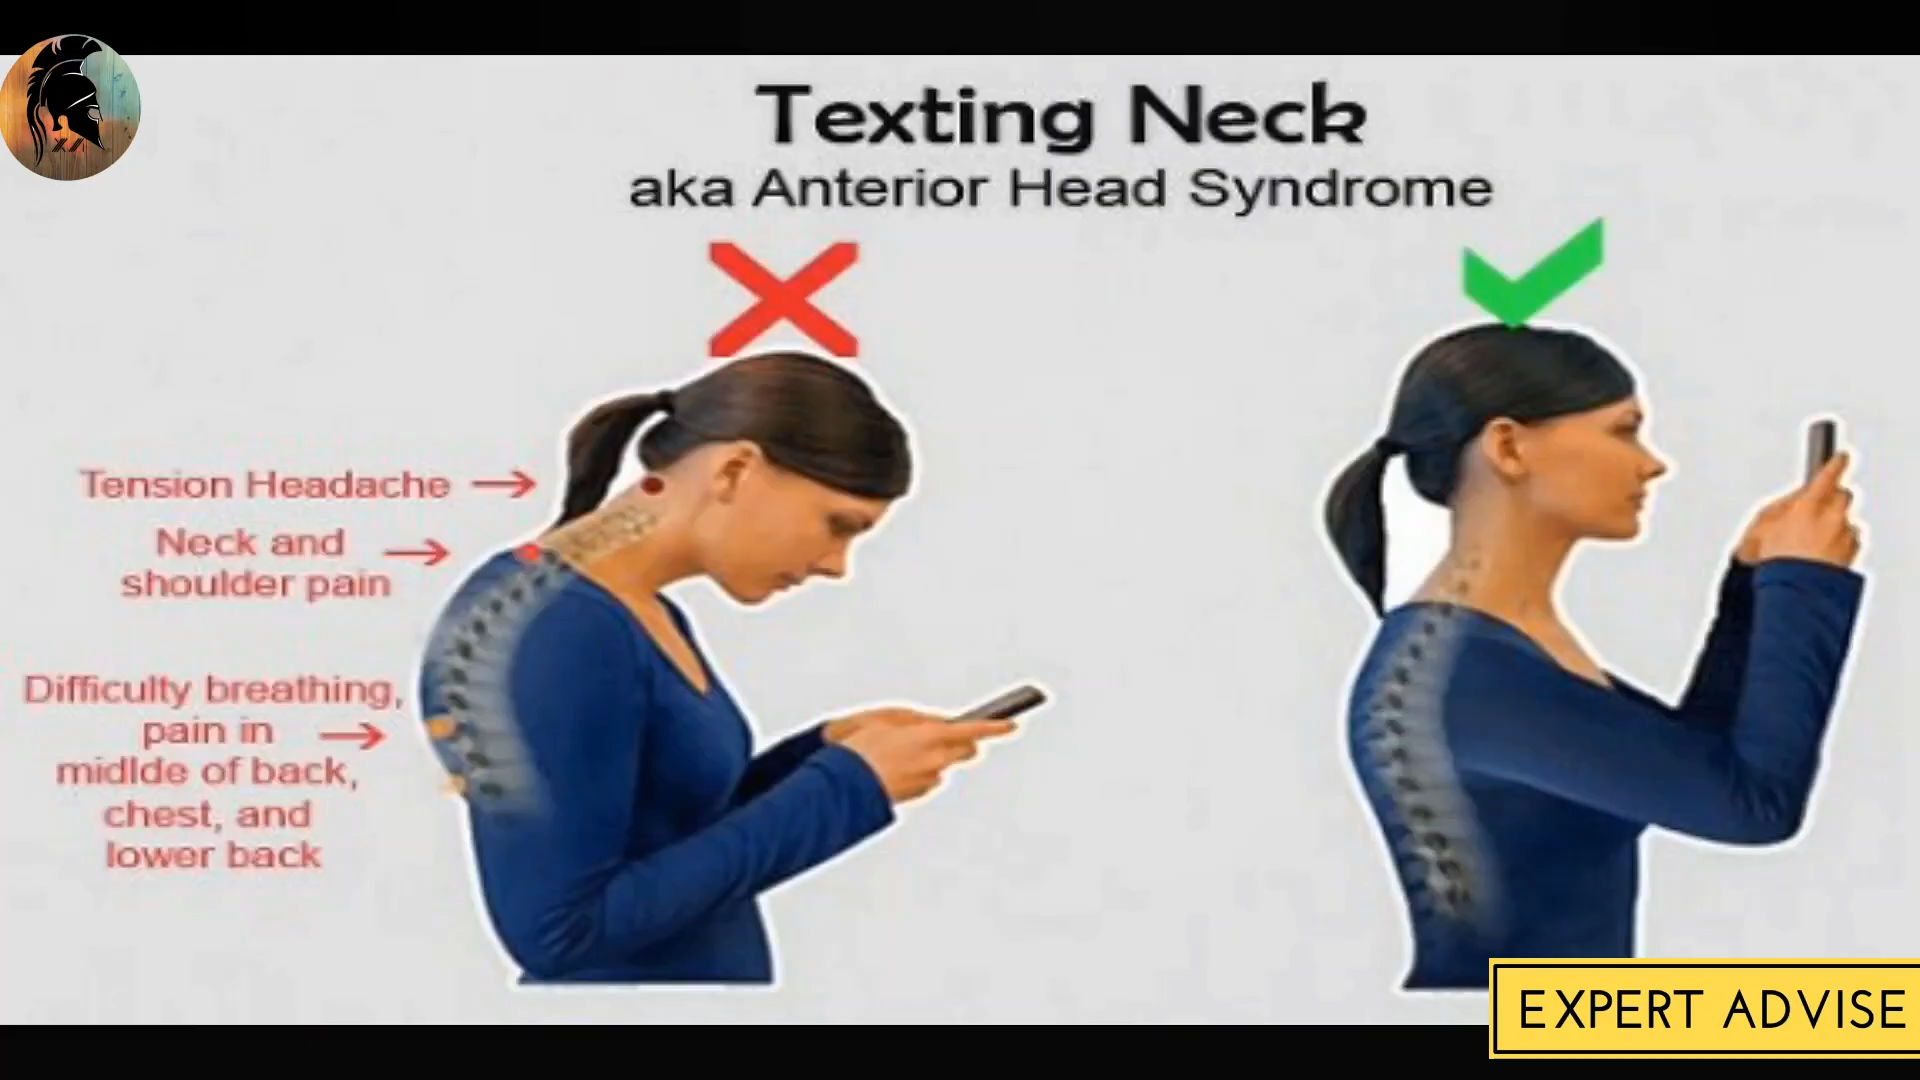 Texting Neck
aka Anterior Head Syndrome
Tension Headache
Neck and
shoulder pain
Difficulty breathing,
pain in
midlde of back,
chest, and
lower back
EXPERT ADVISE